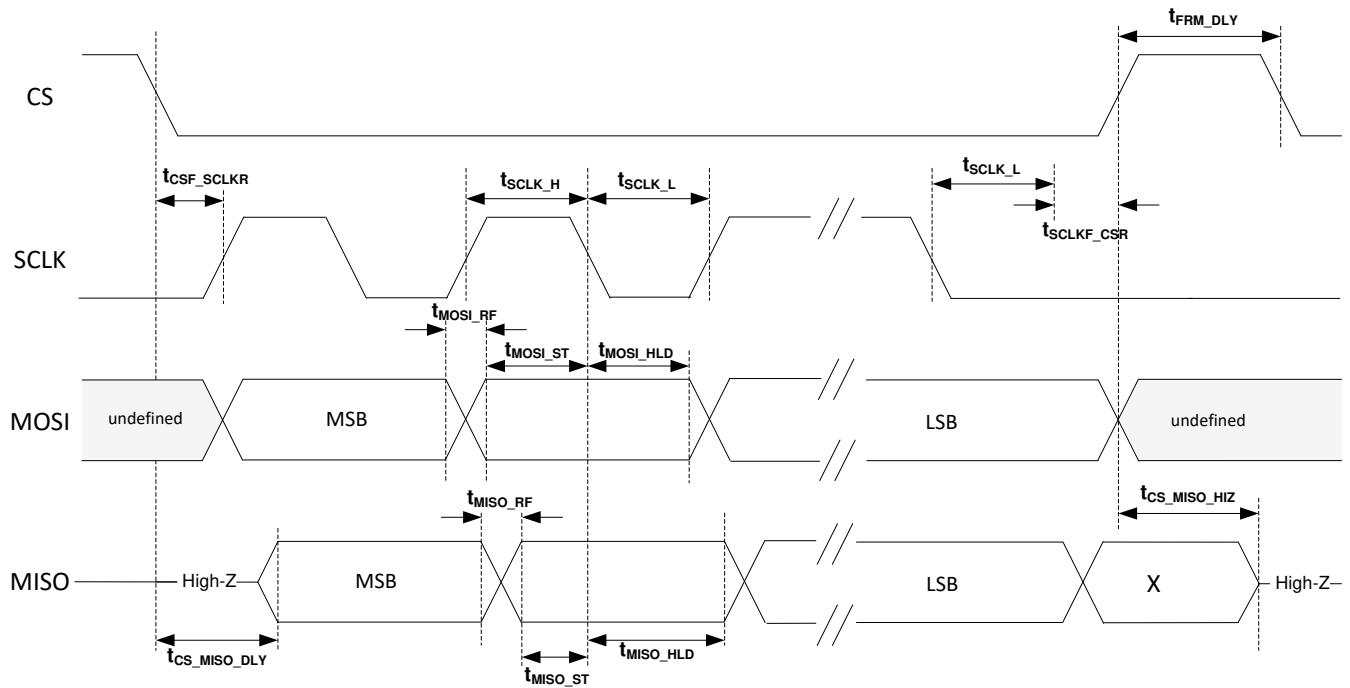 tFRM_DLY
CS
tCSF_SCLKR
tSCLK_H
tSCLK_L
tSCLK_L
tSCLKF_CSR
SCLK
tMOSI_RF
tMOSI_ST
tMOSI_HLD
MOSI
undefined
MSB
LSB
undefined
tMISO_RF
tCS_MISO_HIZ
MISO
High-Z
MSB
LSB
X
High-Z
tCS_MISO_DLY
tMISO_ST
tMISO_HLD